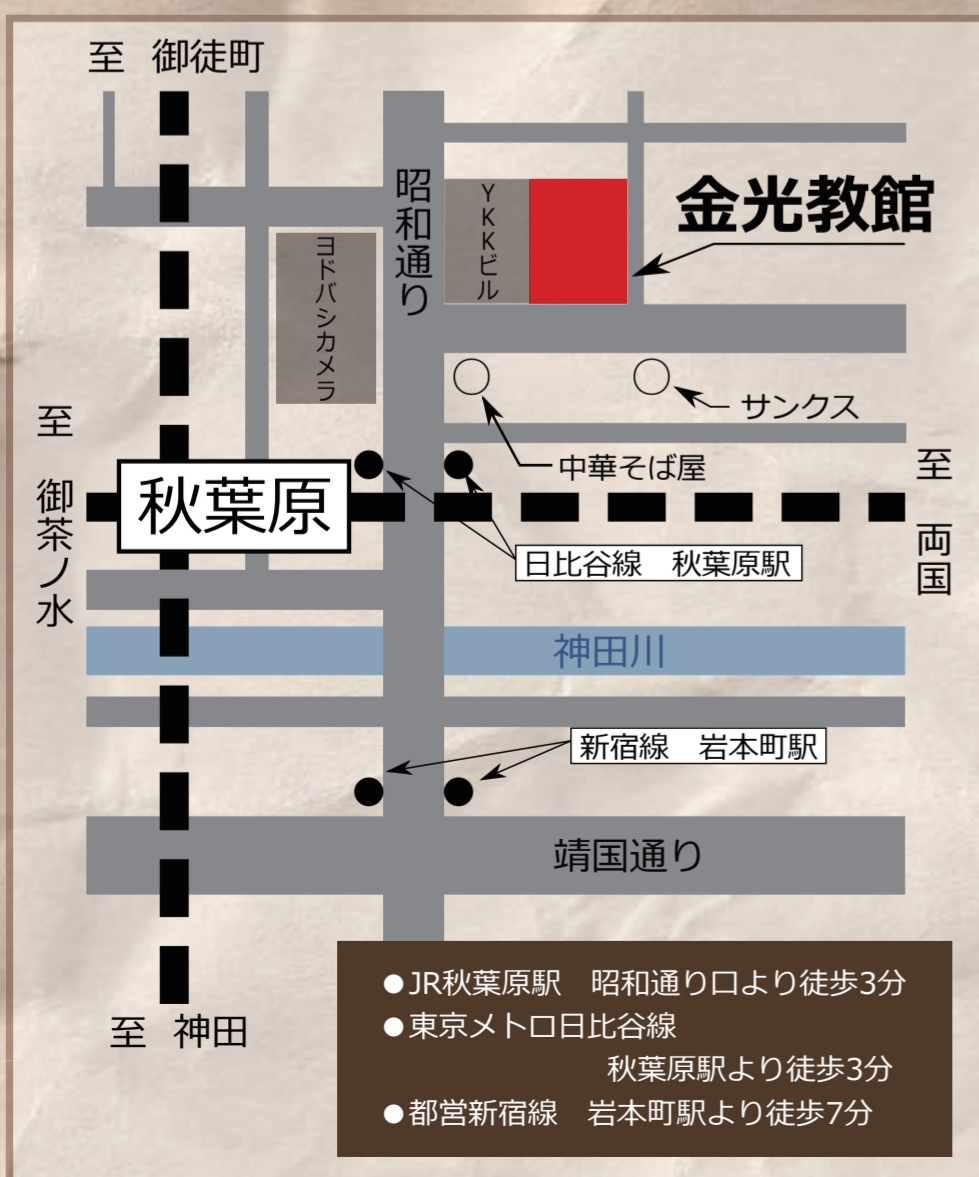 至 御徒町
昭和通り
YKKビル
金光教館
ヨドバシカメラ
サンクス
至 御茶ノ水
中華そば屋
至 両国
秋葉原
日比谷線 秋葉原駅
神田川
新宿線 岩本町駅
靖国通り
至 神田
●JR秋葉原駅 昭和通り口より徒歩3分
●東京メトロ日比谷線
秋葉原駅より徒歩3分
●都営新宿線 岩本町駅より徒歩7分